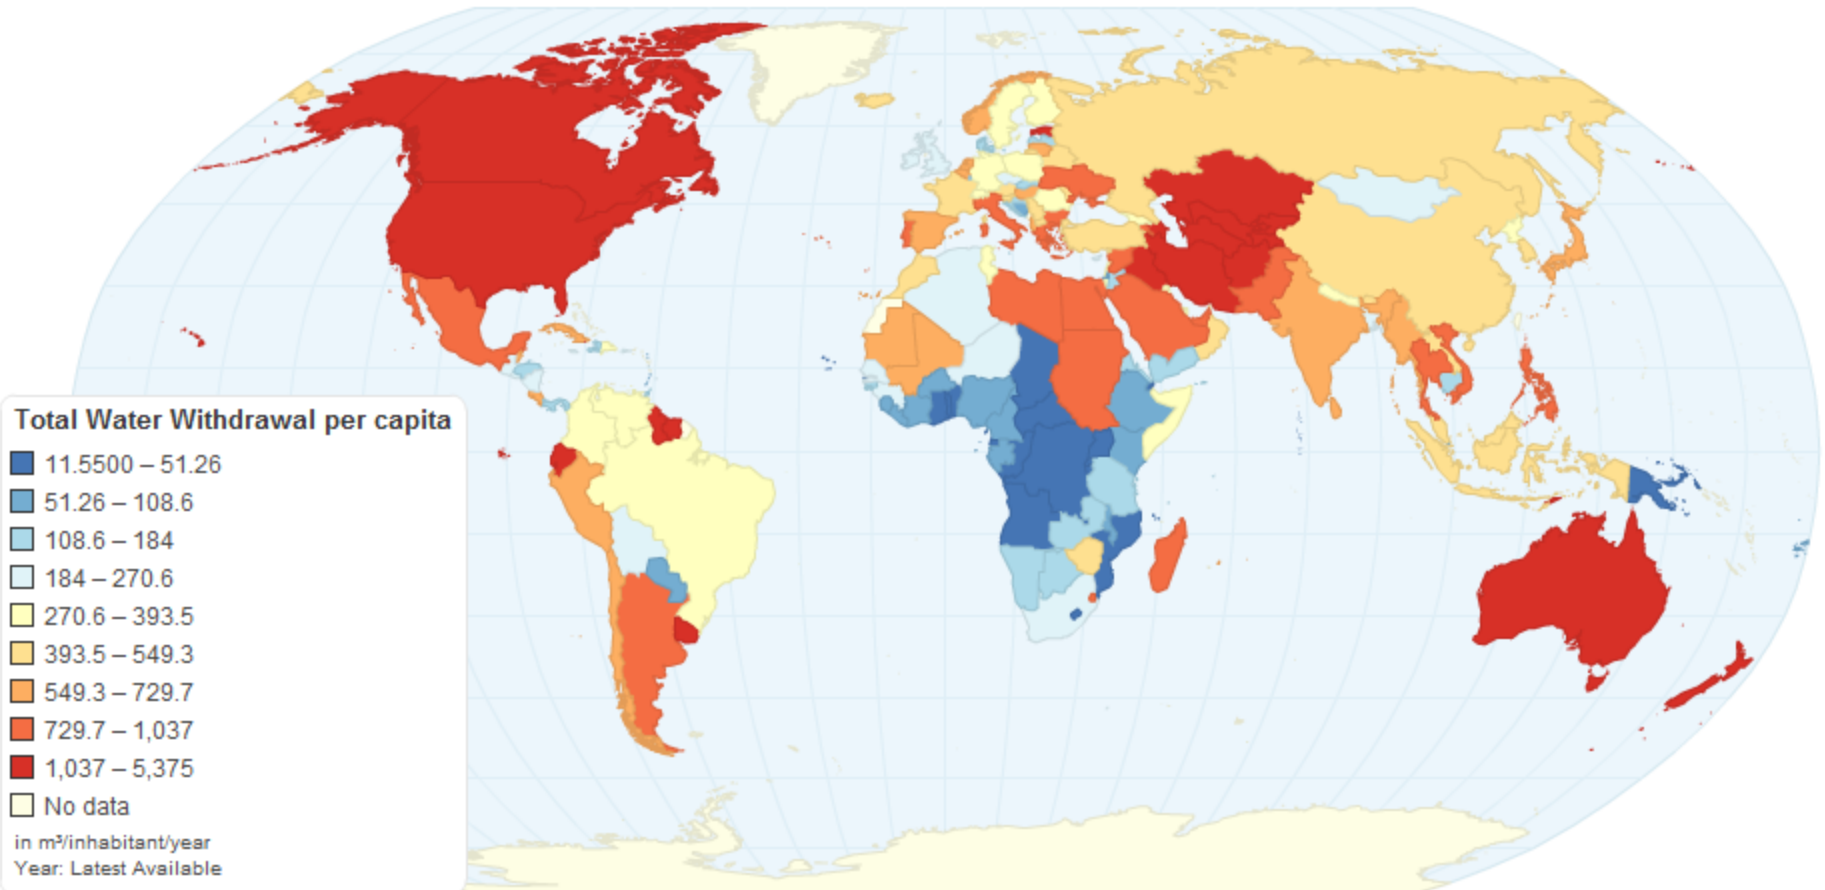 Total Water Withdrawal per capita
11.5500 – 51.26
51.26 – 108.6
108.6 – 184
184 – 270.6
270.6 – 393.5
393.5 – 549.3
549.3 – 729.7
729.7 – 1,037
1,037 – 5,375
No data
in m³/inhabitant/year
Year: Latest Available